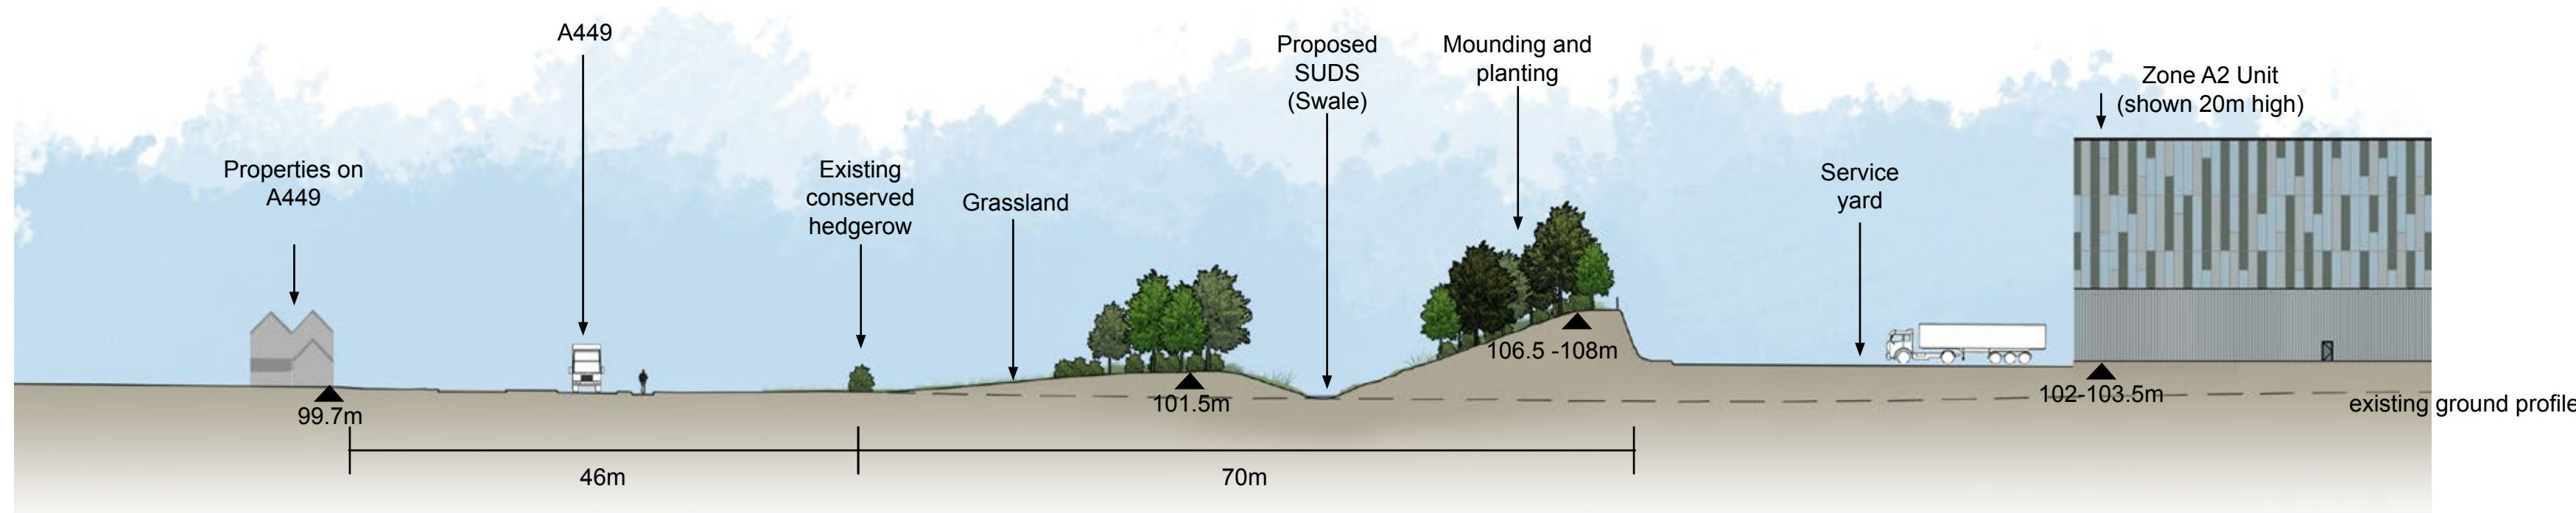 A449
Proposed
SUDS
(Swale)
Mounding and
planting
Zone A2 Unit
(shown 20m high)
Properties on
A449
Existing
conserved
hedgerow
Grassland
Service
yard
106.5 -108m
99.7m
101.5m
102-103.5m
existing ground profile
46m
70m